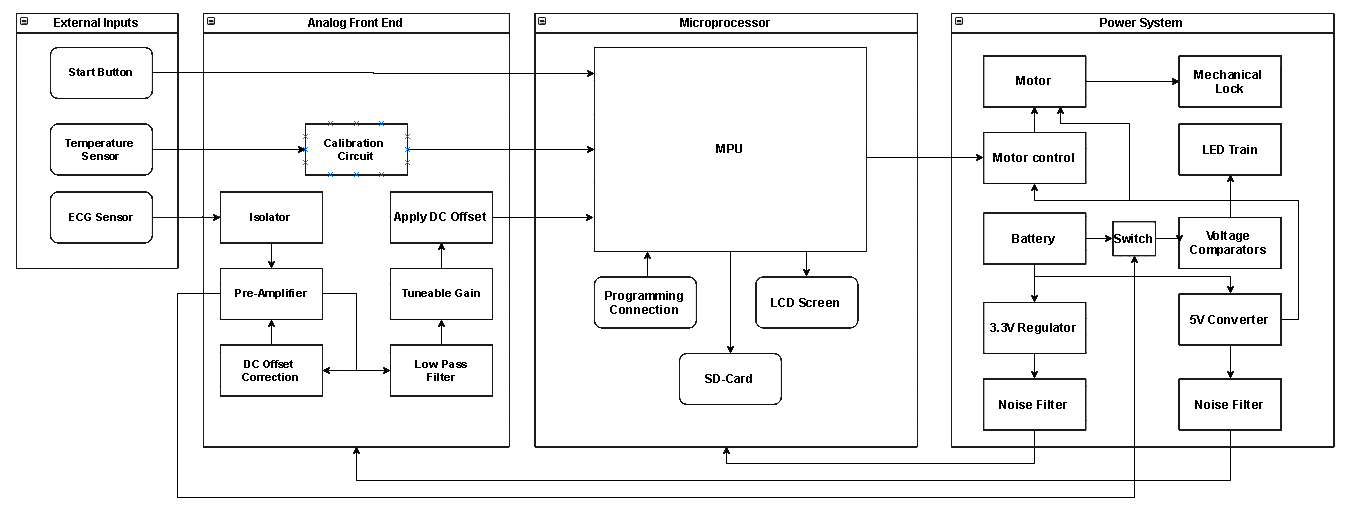 External Inputs
Start Button
Temperature
Sensor
ECG Sensor
Analog Front End
Calibration
Circuit
Isolator
Apply DC Offset
Pre-Amplifier
Tuneable Gain
DC Offset
Correction
Low Pass
Filter
Microprocessor
MPU
Programming
Connection
LCD Screen
SD-Card
Power System
Motor
Mechanical
Lock
Motor control
LED Train
Battery
Switch
Voltage
Comparators
3.3V Regulator
5V Converter
Noise Filter
Noise Filter